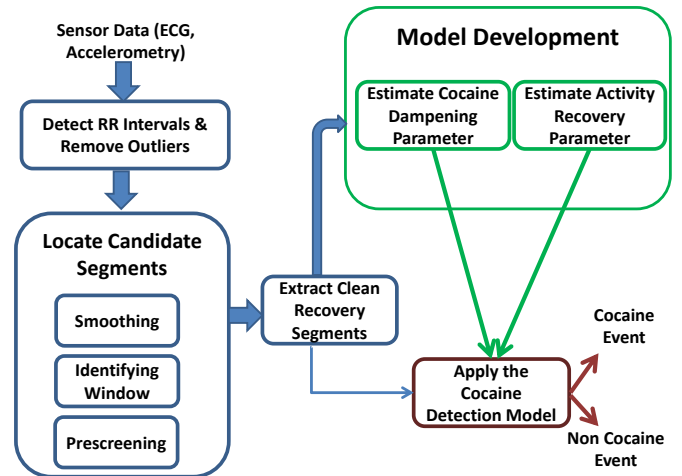 Sensor Data (ECG,
Accelerometry)
Detect RR Intervals &
Remove Outliers
Locate Candidate
Segments
Smoothing
Identifying
Window
Prescreening
Extract Clean
Recovery
Segments
Model Development
Estimate Cocaine
Dampening
Parameter
Estimate Activity
Recovery
Parameter
Apply the
Cocaine
Detection Model
Cocaine
Event
Non Cocaine
Event